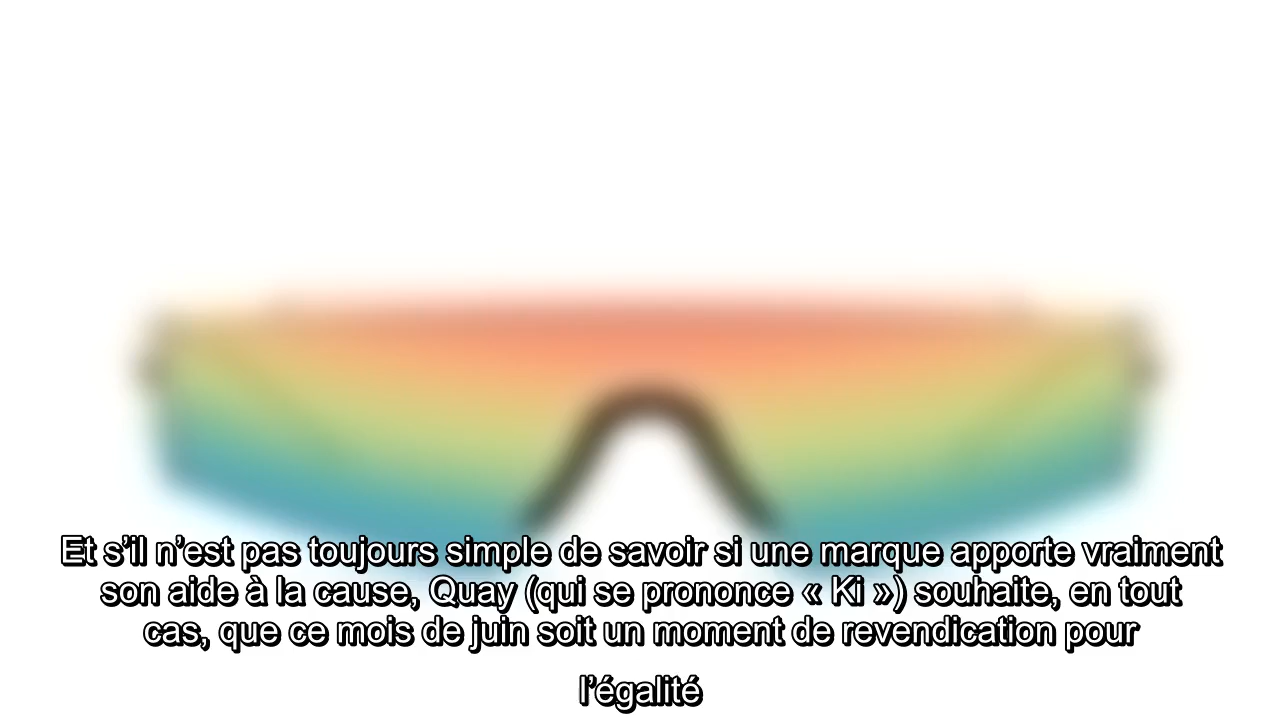 Et s’il n’est pas toujours simple de savoir si une marque apporte vraiment
son aide à la cause, Quay (qui se prononce « Ki ») souhaite, en tout
cas, que ce mois de juin soit un moment de revendication pour
l’égalité